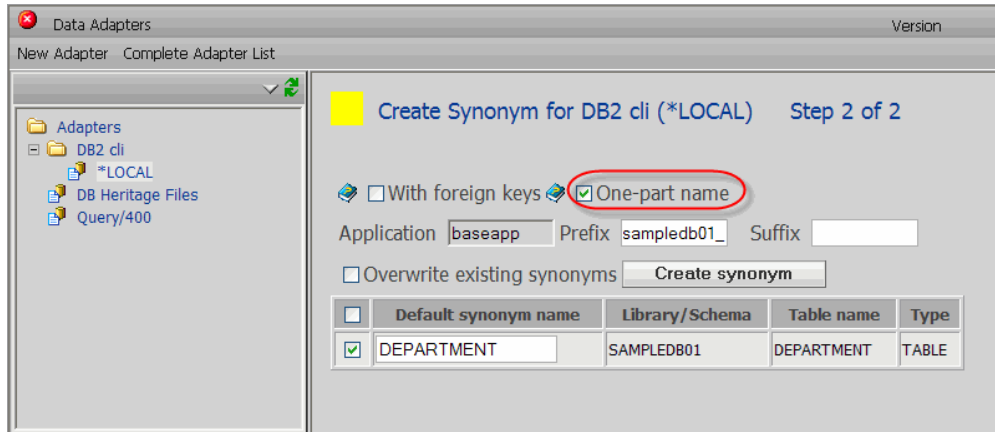 Data Adapters Version
New Adapter Complete Adapter List
Adapters
DB2 cli
*LOCAL
DB Heritage Files
Query/400
Create Synonym for DB2 cli (*LOCAL) Step 2 of 2
With foreign keys One-part name
Application baseapp Prefix sampledb01_ Suffix
Overwrite existing synonyms Create synonym
Default synonym name Library/Schema Table name Type
DEPARTMENT SAMPLEDB01 DEPARTMENT TABLE